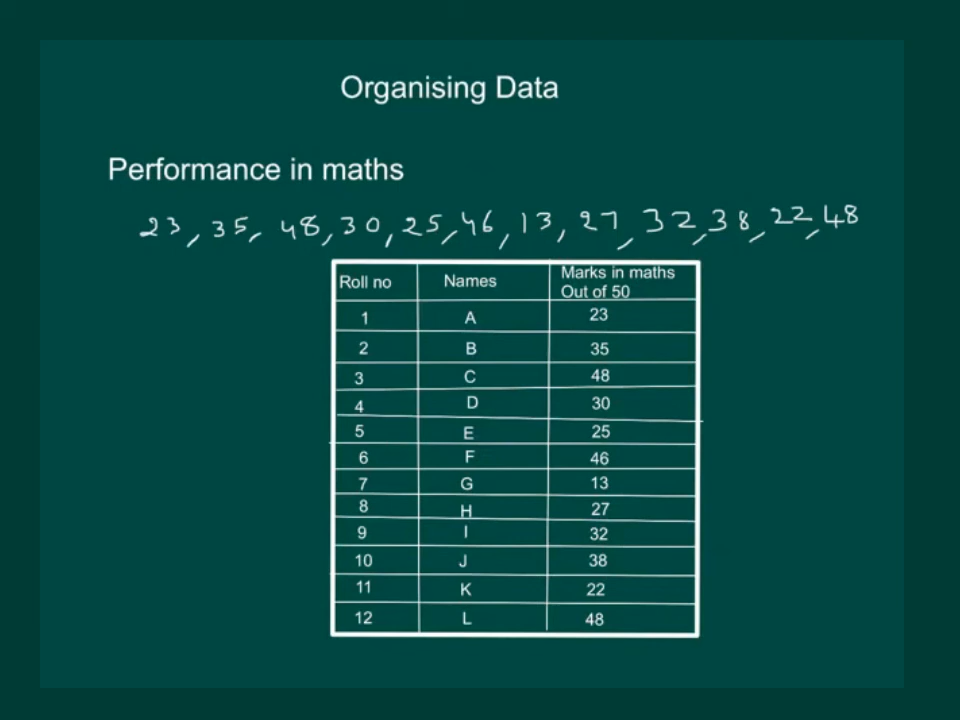 Organising Data
Performance in maths
23, 35, 48, 30, 25, 46, 13, 27, 32, 38, 22, 48
Roll no Names Marks in maths Out of 50
1 A 23
2 B 35
3 C 48
4 D 30
5 E 25
6 F 46
7 G 13
8 H 27
9 I 32
10 J 38
11 K 22
12 L 48